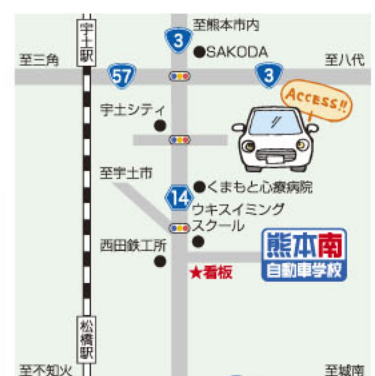 至熊本市内
宇土駅
3
●SAKODA
至三角
57
3
至八代
ACCESS!!
宇土シティ
至宇土市
●くまもと心療病院
14
ウキスイミング
スクール
西田鉄工所
熊本南
自動車学校
★看板
松橋駅
至不知火
至城南